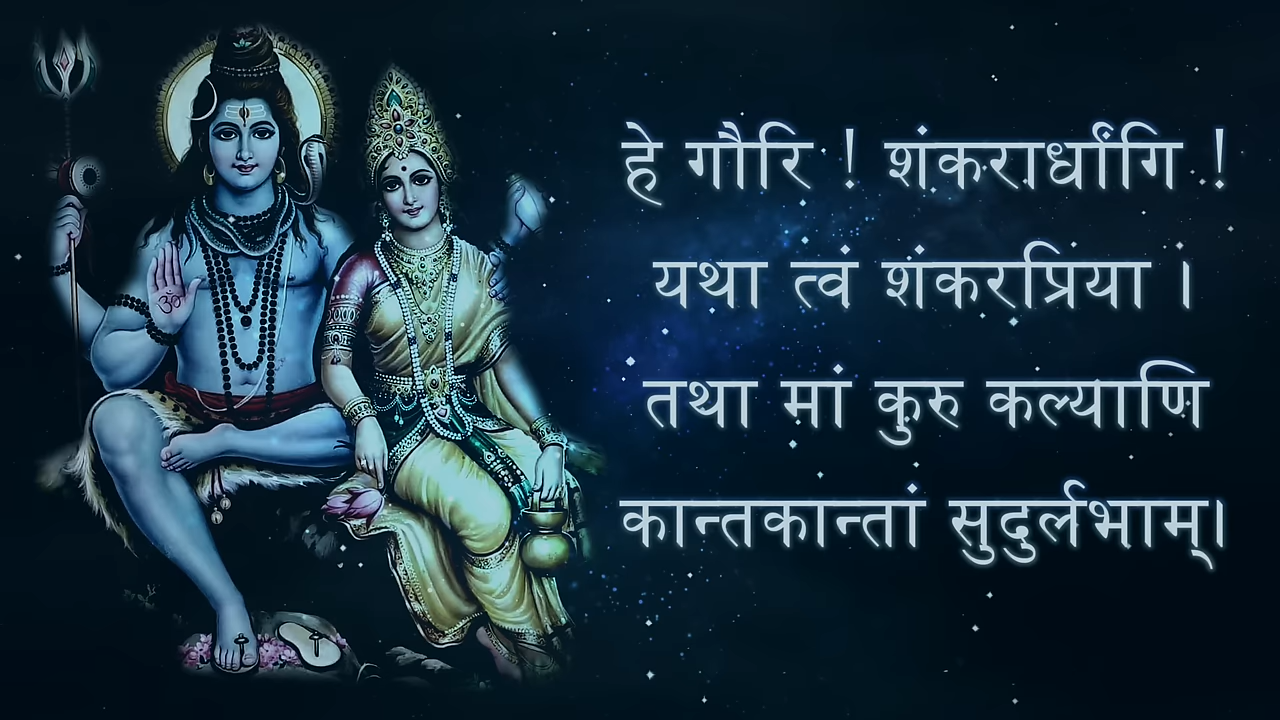 हे गौरि ! शंकरार्धांगि !
यथा त्वं शंकरप्रिया ।
तथा मां कुरु कल्याणि
कान्तकान्तां सुदुर्लभाम्।